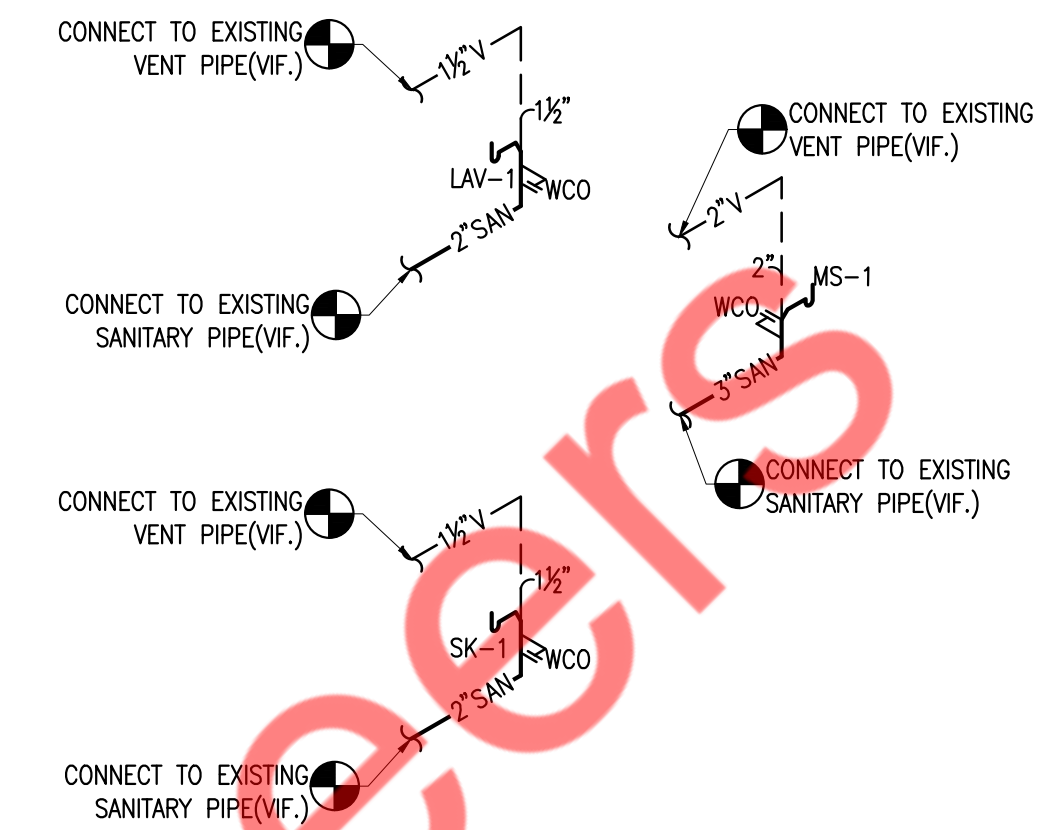 CONNECT TO EXISTING
VENT PIPE(VIF.)
1½"V
1½"
LAV-1
WCO
2"SAN
CONNECT TO EXISTING
SANITARY PIPE(VIF.)
CONNECT TO EXISTING
VENT PIPE(VIF.)
2"V
2"
MS-1
WCO
3"SAN
CONNECT TO EXISTING
SANITARY PIPE(VIF.)
CONNECT TO EXISTING
VENT PIPE(VIF.)
1½"V
1½"
SK-1
WCO
2"SAN
CONNECT TO EXISTING
SANITARY PIPE(VIF.)
eers